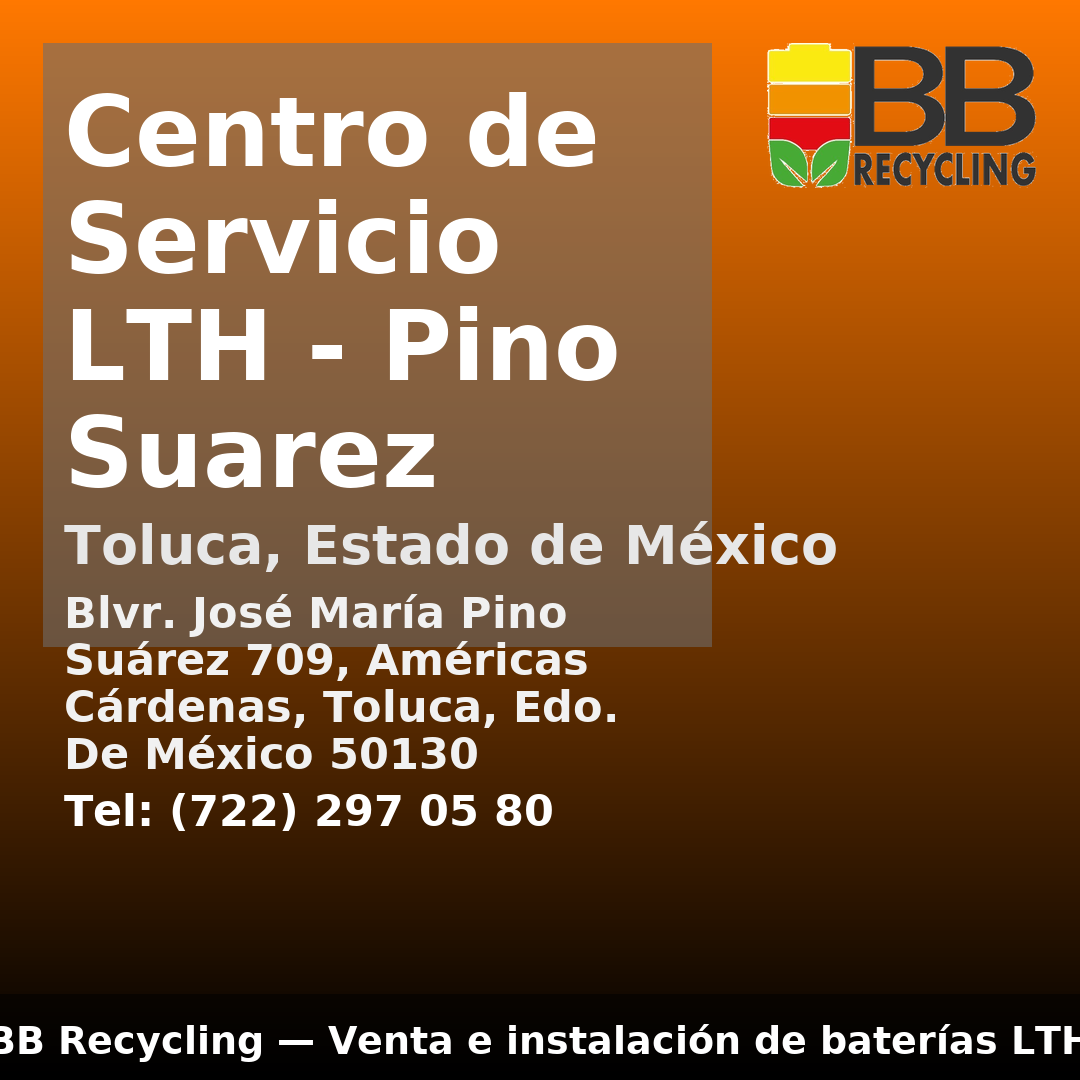 Centro de
Servicio
LTH - Pino
Suarez
Toluca, Estado de México
Blvr. José María Pino
Suárez 709, Américas
Cárdenas, Toluca, Edo.
De México 50130
Tel: (722) 297 05 80
BB
RECYCLING
BB Recycling — Venta e instalación de baterías LTH